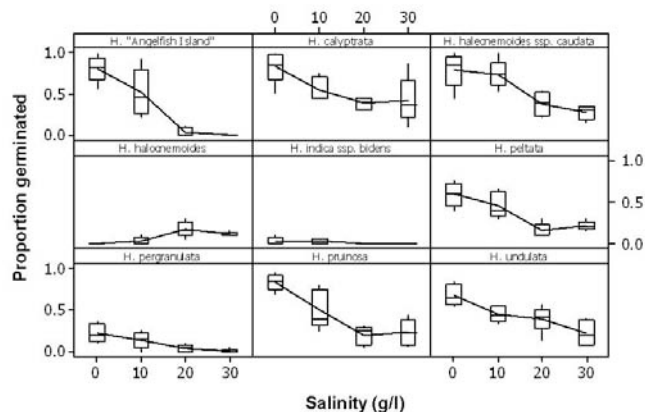 0 10 20 30
H. "Angelfish Island" H. calyptrata H. halocnemoides ssp. caudata
1.0
0.5
0.0
H. halocnemoides H. indica ssp. bidens H. peltata
1.0
0.5
0.0
H. pergranulata H. pruinosa H. undulata
1.0
0.5
0.0
0 10 20 30 0 10 20 30
Proportion germinated
Salinity (g/l)